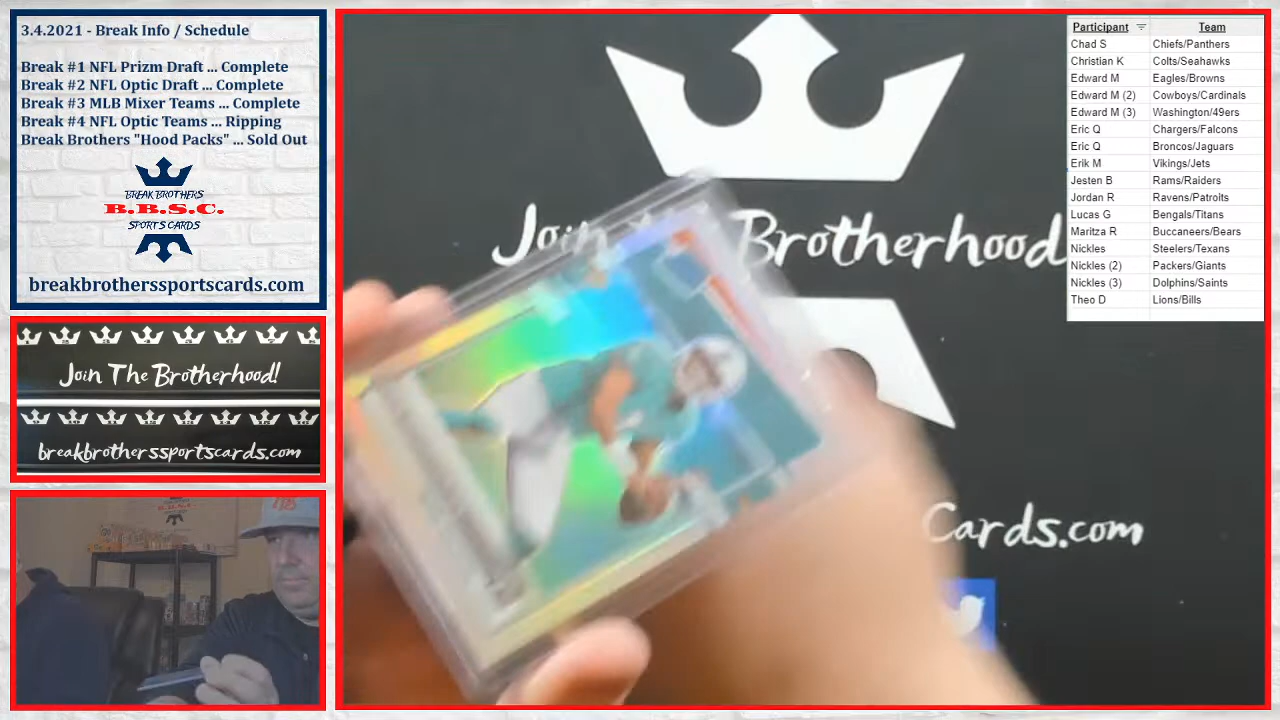 3.4.2021 - Break Info / Schedule
Break #1 NFL Prizm Draft ... Complete
Break #2 NFL Optic Draft ... Complete
Break #3 MLB Mixer Teams ... Complete
Break #4 NFL Optic Teams ... Ripping
Break Brothers "Hood Packs" ... Sold Out
BREAK BROTHERS
B.B.S.C.
SPORTS CARDS
breakbrotherssportscards.com
Join The Brotherhood!
breakbrotherssportscards.com
Join
Brotherhood
Cards.com
Participant Team
Chad S Chiefs/Panthers
Christian K Colts/Seahawks
Edward M Eagles/Browns
Edward M (2) Cowboys/Cardinals
Edward M (3) Washington/49ers
Eric Q Chargers/Falcons
Eric Q Broncos/Jaguars
Erik M Vikings/Jets
Jesten B Rams/Raiders
Jordan R Ravens/Patroits
Lucas G Bengals/Titans
Maritza R Buccaneers/Bears
Nickles Steelers/Texans
Nickles (2) Packers/Giants
Nickles (3) Dolphins/Saints
Theo D Lions/Bills